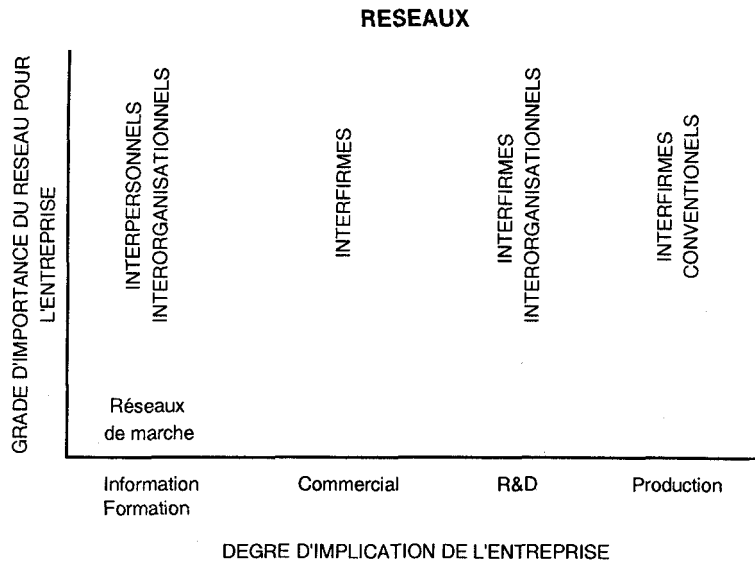 RESEAUX
GRADE D'IMPORTANCE DU RESEAU POUR
L'ENTREPRISE
INTERPERSONNELS
INTERORGANISATIONNELS
INTERFIRMES
INTERFIRMES
INTERORGANISATIONNELS
INTERFIRMES
CONVENTIONELS
Réseaux
de marche
Information
Formation
Commercial
R&D
Production
DEGRE D'IMPLICATION DE L'ENTREPRISE